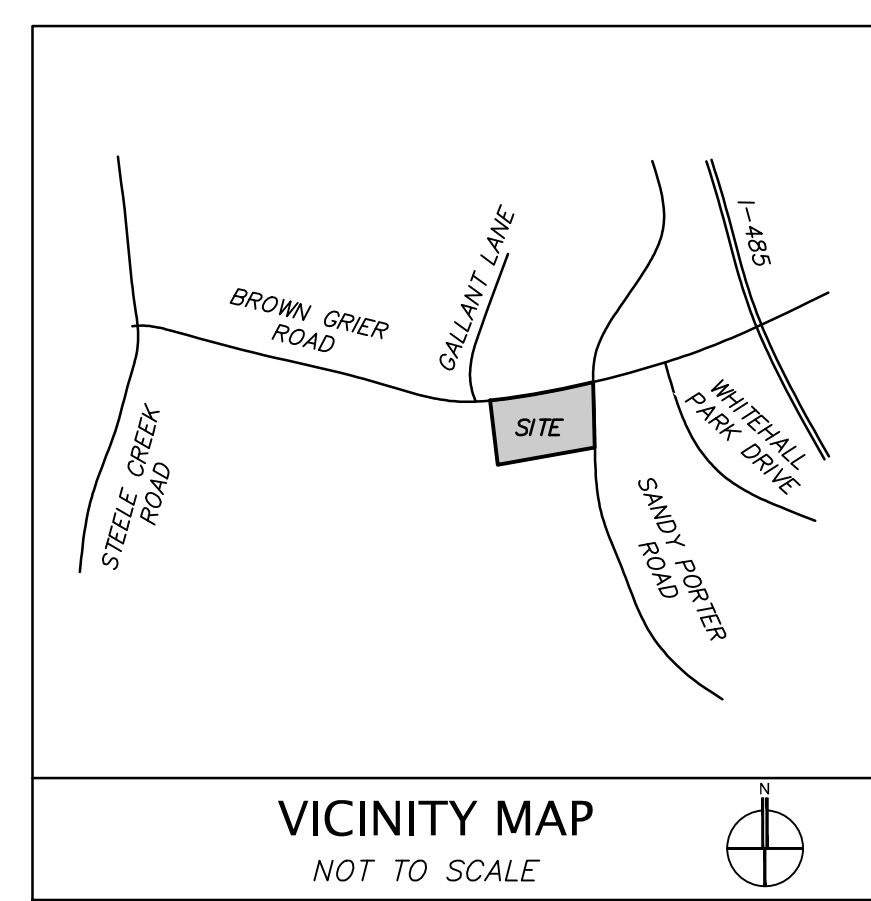 I-485
GALLANT LANE
BROWN GRIER
ROAD
WHITEHALL
PARK DRIVE
STEELE CREEK
ROAD
SITE
SANDY PORTER
ROAD
VICINITY MAP
NOT TO SCALE
N